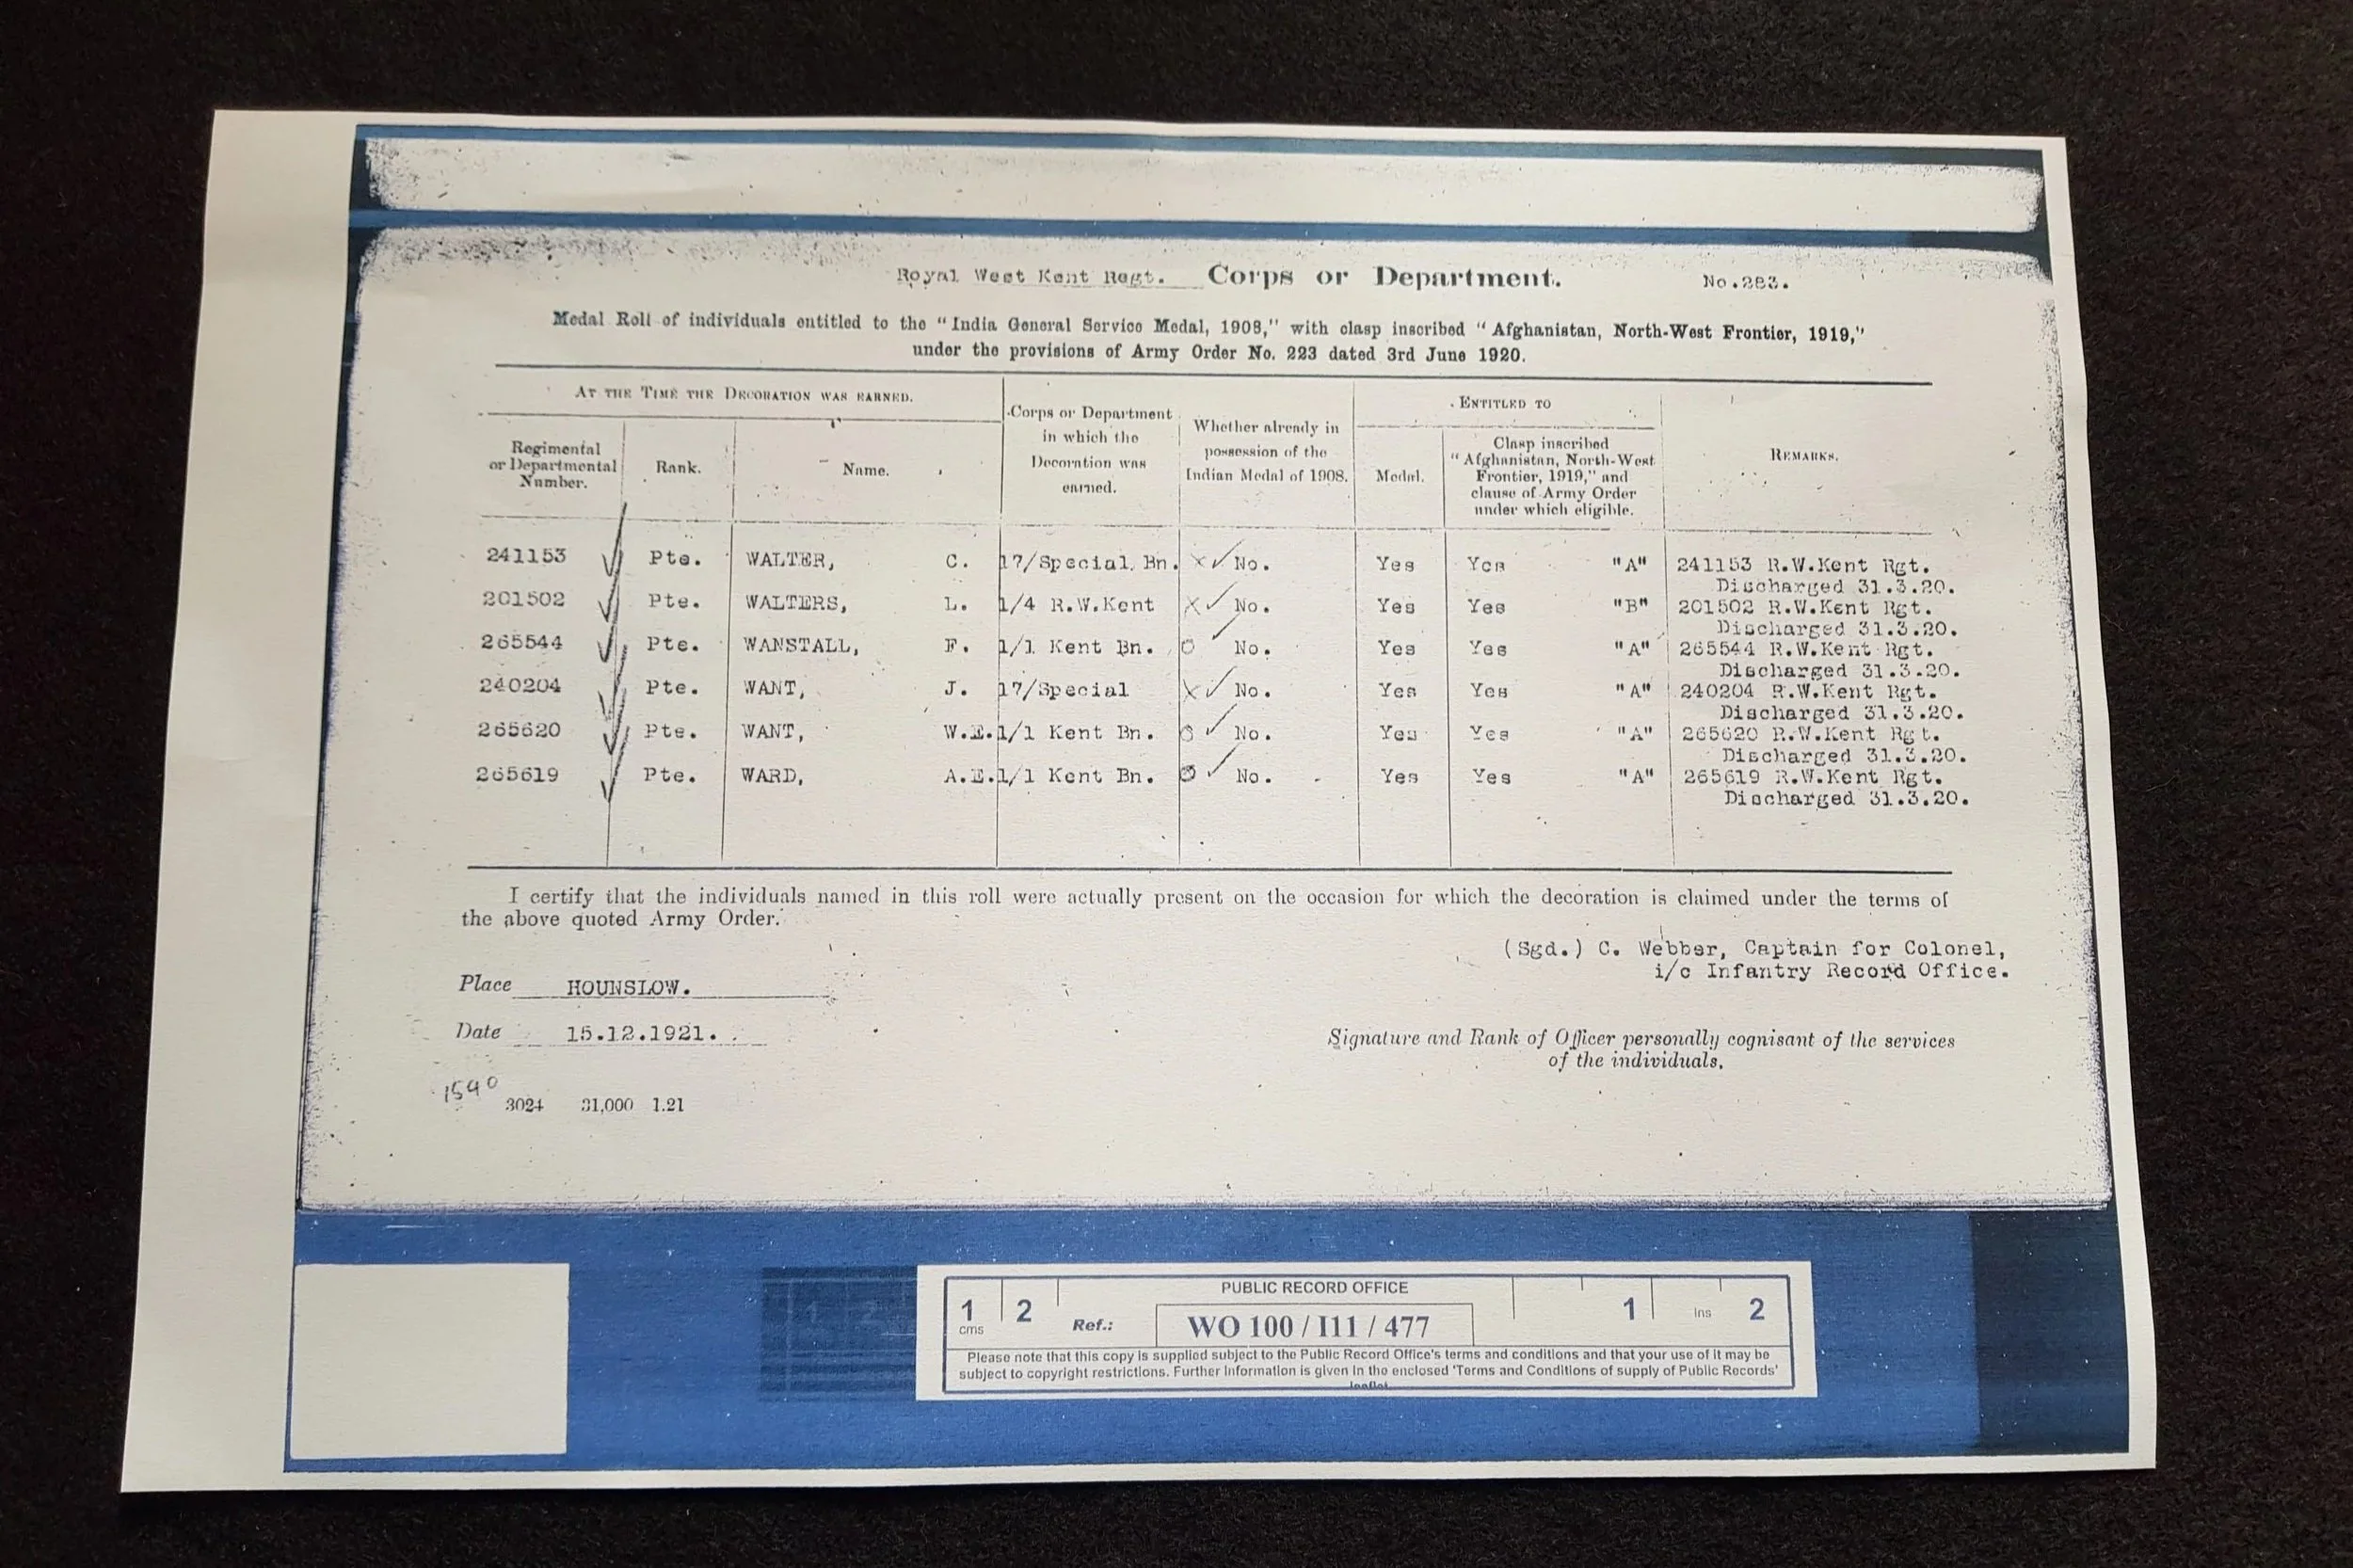 Royal West Kent Regt. Corps or Department. No.283.
Medal Roll of individuals entitled to the "India General Service Medal, 1908," with clasp inscribed "Afghanistan, North-West Frontier, 1919,"
under the provisions of Army Order No. 223 dated 3rd June 1920.
AT THE TIME THE DECORATION WAS EARNED.
Regimental
or Departmental
Number.
Rank.
Name.
Corps or Department
in which the
Decoration was
earned.
Whether already in
possession of the
Indian Medal of 1908.
ENTITLED TO
Medal.
Clasp inscribed
"Afghanistan, North-West
Frontier, 1919," and
clause of Army Order
under which eligible.
REMARKS.
241153 Pte. WALTER, C. 17/Special Bn. No. Yes Yes "A" 241153 R.W.Kent Rgt.
Discharged 31.3.20.
201502 Pte. WALTERS, L. 1/4 R.W.Kent No. Yes Yes "B" 201502 R.W.Kent Rgt.
Discharged 31.3.20.
265544 Pte. WANSTALL, F. 1/1 Kent Bn. No. Yes Yes "A" 265544 R.W.Kent Rgt.
Discharged 31.3.20.
240204 Pte. WANT, J. 17/Special No. Yes Yes "A" 240204 R.W.Kent Rgt.
Discharged 31.3.20.
265620 Pte. WANT, W.E. 1/1 Kent Bn. No. Yes Yes "A" 265620 R.W.Kent Rgt.
Discharged 31.3.20.
265619 Pte. WARD, A.E. 1/1 Kent Bn. No. Yes Yes "A" 265619 R.W.Kent Rgt.
Discharged 31.3.20.
I certify that the individuals named in this roll were actually present on the occasion for which the decoration is claimed under the terms of
the above quoted Army Order.
(Sgd.) C. Webber, Captain for Colonel,
i/c Infantry Record Office.
Place HOUNSLOW.
Date 15.12.1921.
Signature and Rank of Officer personally cognisant of the services
of the individuals.
1540
3024 31,000 1.21
PUBLIC RECORD OFFICE
1 cms 2 Ref.: WO 100 / I11 / 477 1 Ins 2
Please note that this copy is supplied subject to the Public Record Office's terms and conditions and that your use of it may be
subject to copyright restrictions. Further Information is given in the enclosed 'Terms and Conditions of supply of Public Records'
leaflet